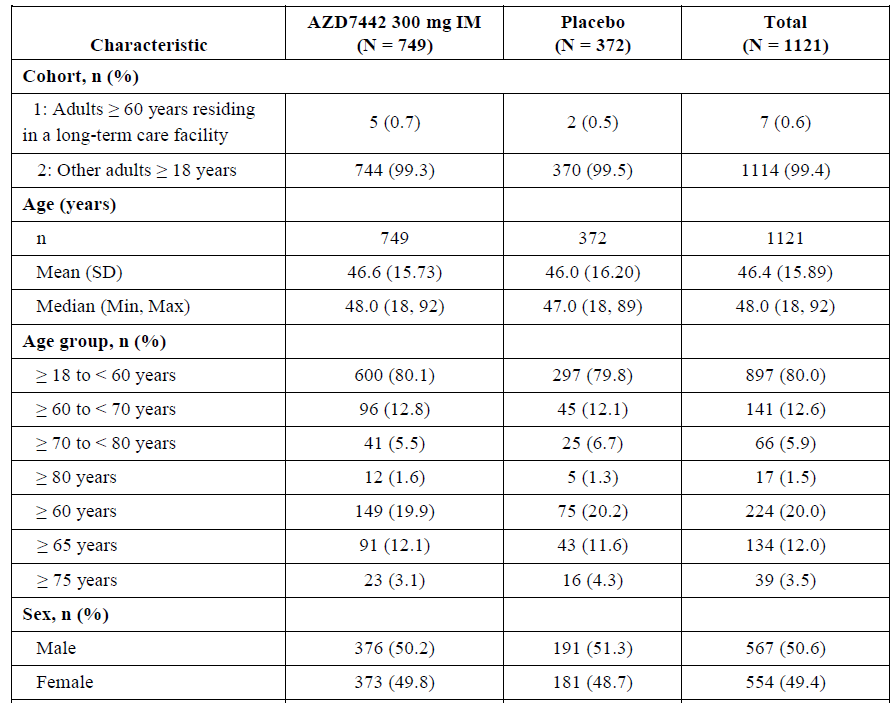 Characteristic AZD7442 300 mg IM (N = 749) Placebo (N = 372) Total (N = 1121)
Cohort, n (%)
1: Adults ≥ 60 years residing in a long-term care facility 5 (0.7) 2 (0.5) 7 (0.6)
2: Other adults ≥ 18 years 744 (99.3) 370 (99.5) 1114 (99.4)
Age (years)
n 749 372 1121
Mean (SD) 46.6 (15.73) 46.0 (16.20) 46.4 (15.89)
Median (Min, Max) 48.0 (18, 92) 47.0 (18, 89) 48.0 (18, 92)
Age group, n (%)
≥ 18 to < 60 years 600 (80.1) 297 (79.8) 897 (80.0)
≥ 60 to < 70 years 96 (12.8) 45 (12.1) 141 (12.6)
≥ 70 to < 80 years 41 (5.5) 25 (6.7) 66 (5.9)
≥ 80 years 12 (1.6) 5 (1.3) 17 (1.5)
≥ 60 years 149 (19.9) 75 (20.2) 224 (20.0)
≥ 65 years 91 (12.1) 43 (11.6) 134 (12.0)
≥ 75 years 23 (3.1) 16 (4.3) 39 (3.5)
Sex, n (%)
Male 376 (50.2) 191 (51.3) 567 (50.6)
Female 373 (49.8) 181 (48.7) 554 (49.4)